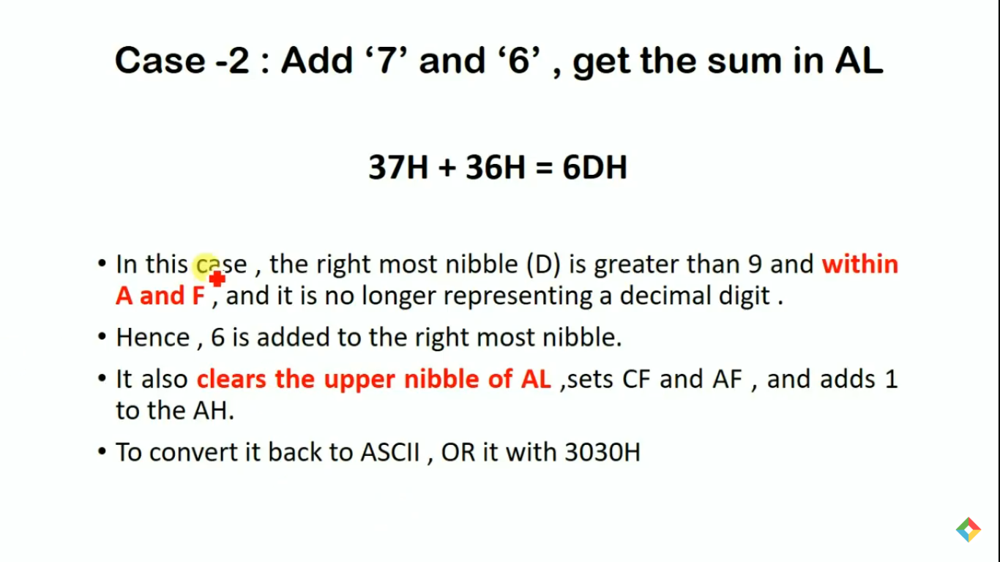 Case -2 : Add ‘7’ and ‘6’ , get the sum in AL
37H + 36H = 6DH
• In this case , the right most nibble (D) is greater than 9 and within
A and F , and it is no longer representing a decimal digit .
• Hence , 6 is added to the right most nibble.
• It also clears the upper nibble of AL ,sets CF and AF , and adds 1
to the AH.
• To convert it back to ASCII , OR it with 3030H